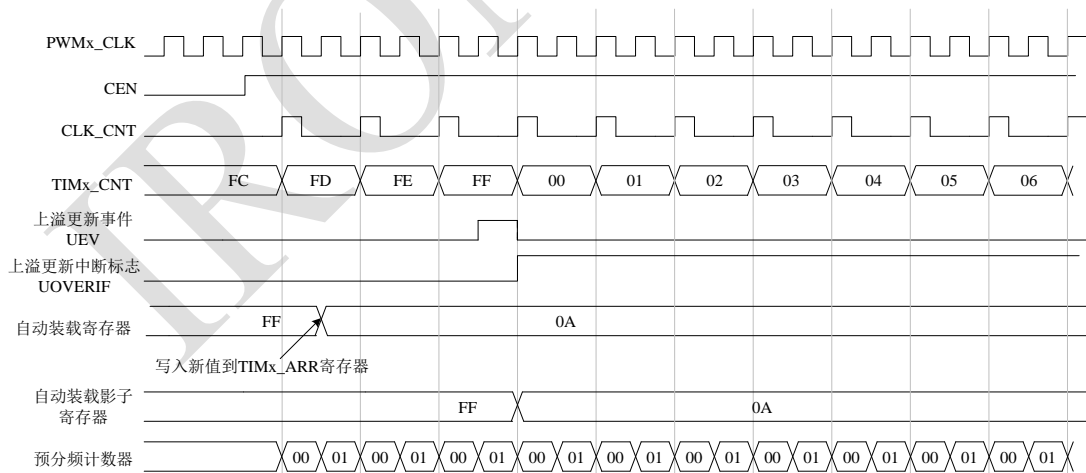 PWMx_CLK
CEN
CLK_CNT
TIMx_CNT FC FD FE FF 00 01 02 03 04 05 06
上溢更新事件
UEV
上溢更新中断标志
UOVERIF
自动装载寄存器 FF 0A
写入新值到TIMx_ARR寄存器
自动装载影子
寄存器 FF 0A
预分频计数器 00 01 00 01 00 01 00 01 00 01 00 01 00 01 00 01 00 01 00 01